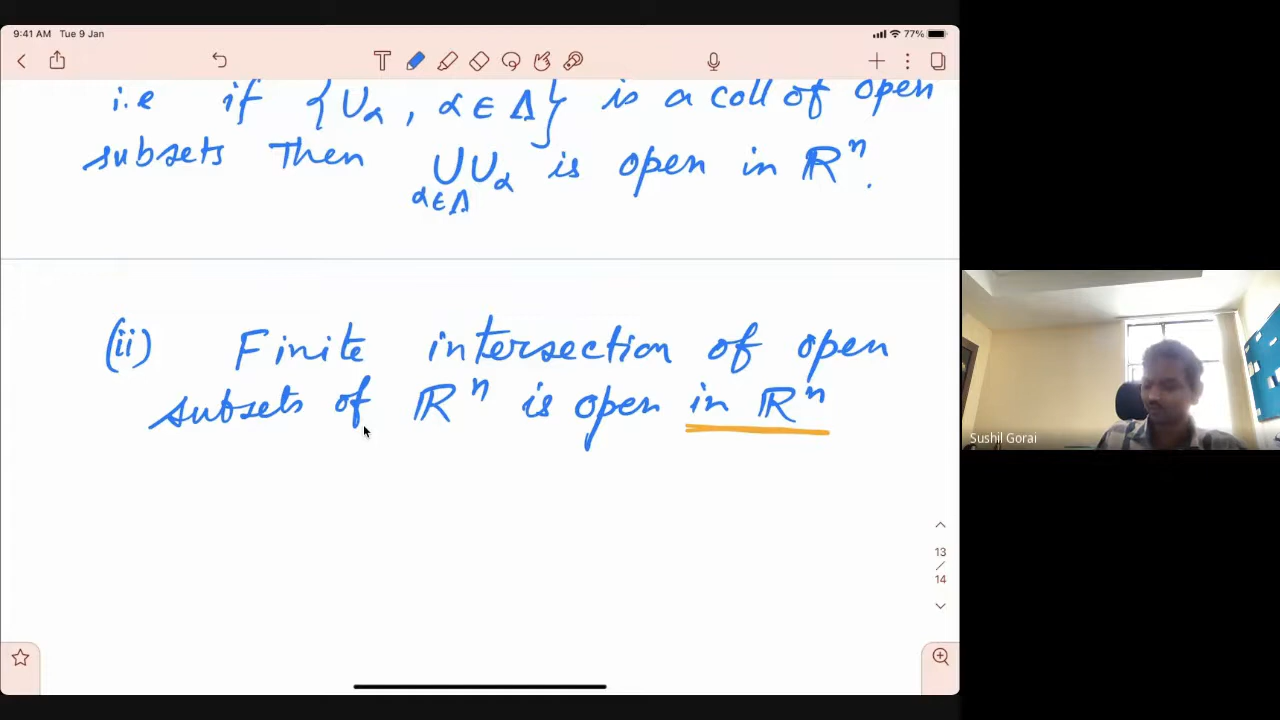 9:41 AM Tue 9 Jan
77%
i.e if {Uα, α∈Λ} is a coll of open
subsets Then ∪Uα is open in ℝⁿ.
α∈Λ
(ii) Finite intersection of open
subsets of ℝⁿ is open in ℝⁿ
Sushil Gorai
13
/
14